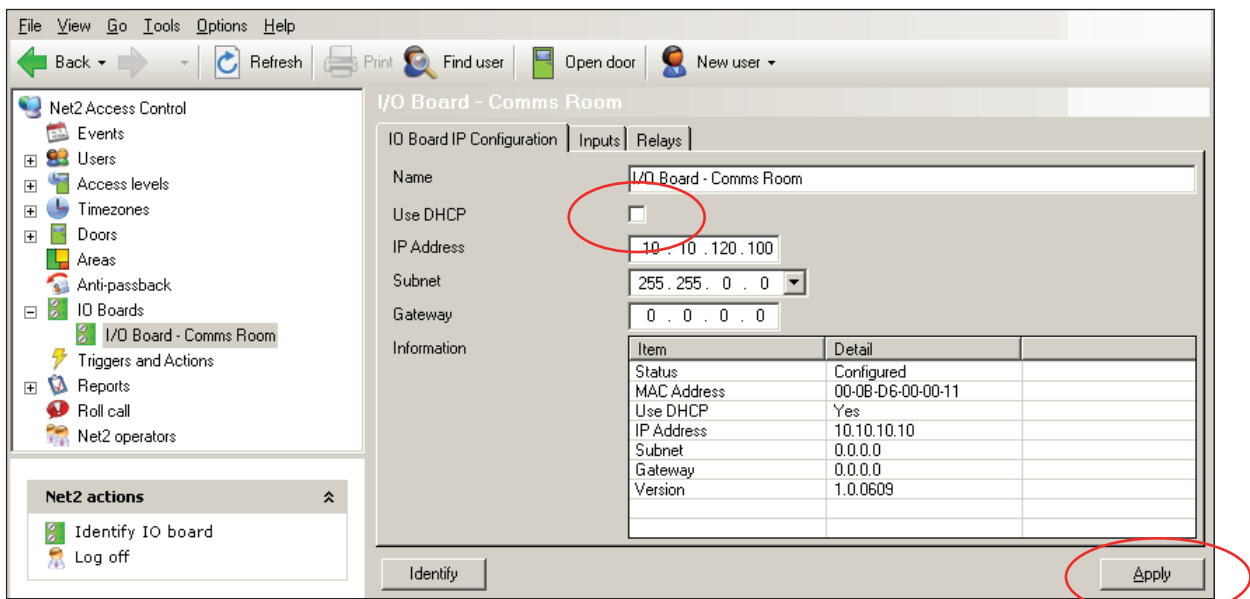 File View Go Tools Options Help
Back Refresh Print Find user Open door New user
Net2 Access Control
Events
Users
Access levels
Timezones
Doors
Areas
Anti-passback
IO Boards
I/O Board - Comms Room
Triggers and Actions
Reports
Roll call
Net2 operators
Net2 actions
Identify IO board
Log off
I/O Board - Comms Room
IO Board IP Configuration Inputs Relays
Name I/O Board - Comms Room
Use DHCP
IP Address 10 . 10 . 120 . 100
Subnet 255 . 255 . 0 . 0
Gateway 0 . 0 . 0 . 0
Information
Item Detail
Status Configured
MAC Address 00-0B-D6-00-00-11
Use DHCP Yes
IP Address 10.10.10.10
Subnet 0.0.0.0
Gateway 0.0.0.0
Version 1.0.0609
Identify Apply